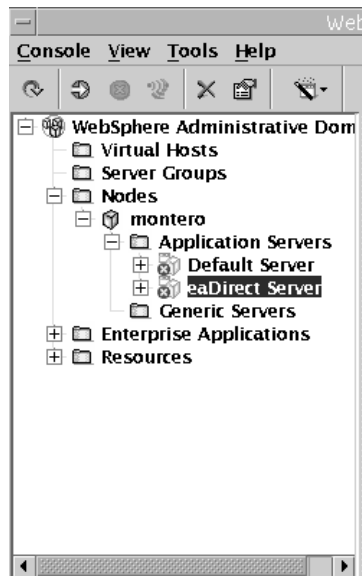 Web
Console View Tools Help
WebSphere Administrative Dom
Virtual Hosts
Server Groups
Nodes
montero
Application Servers
Default Server
eaDirect Server
Generic Servers
Enterprise Applications
Resources